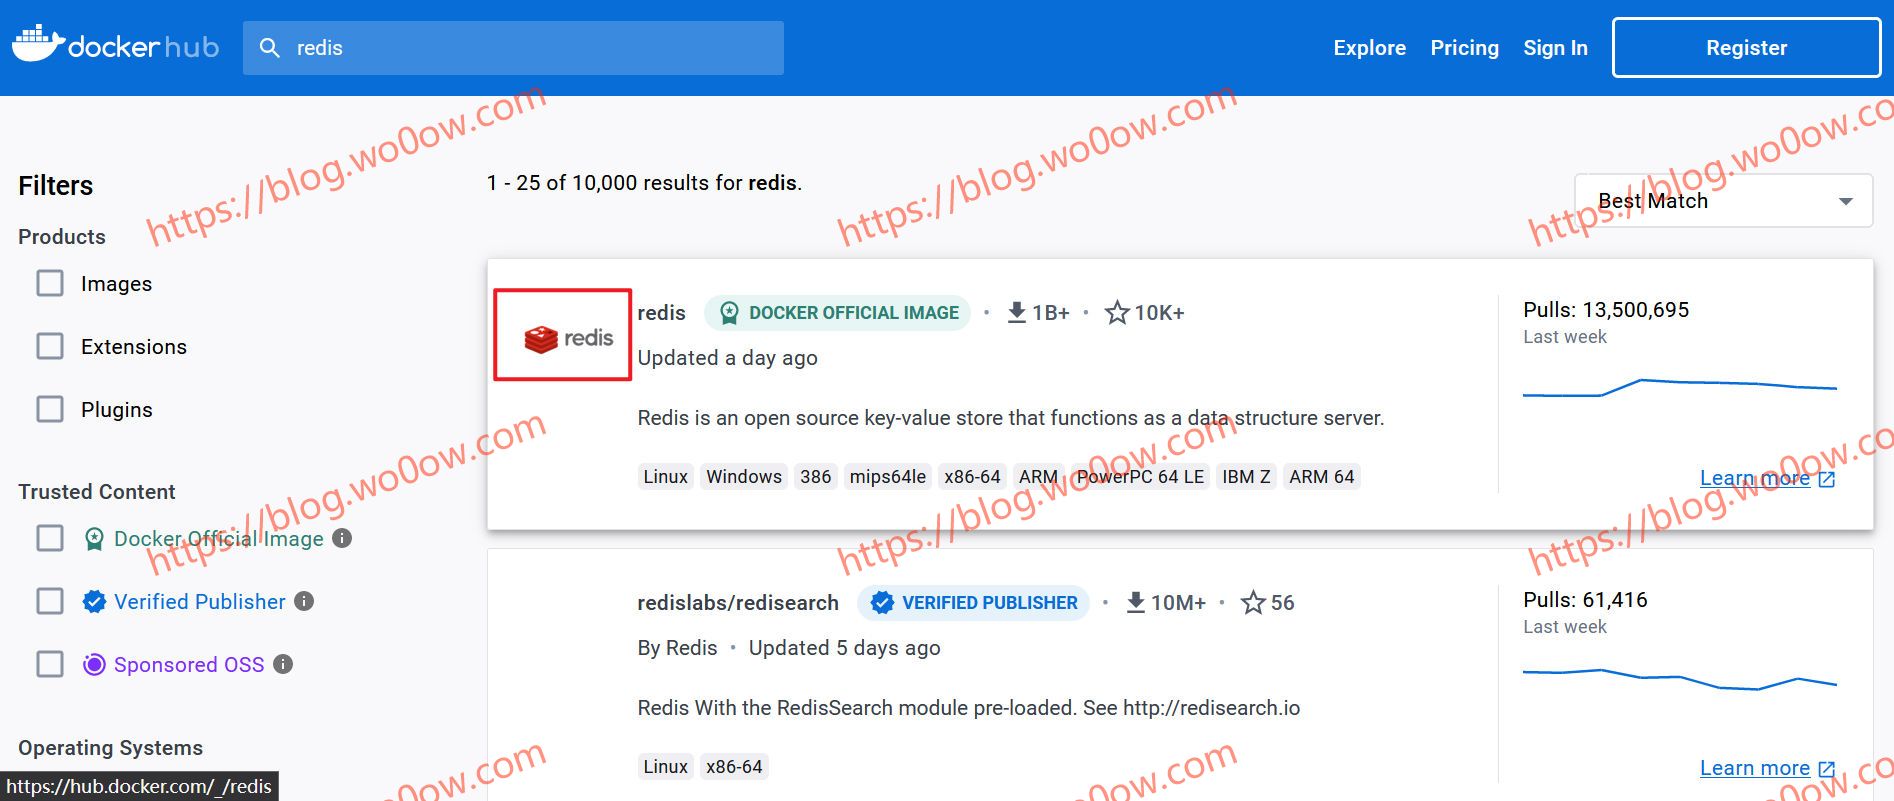 docker hub
redis
Explore
Pricing
Sign In
Register
https://blog.wo0ow.com
https://blog.wo0ow.com
https://blog.wo0ow.co
Filters
Products
Images
Extensions
Plugins
Trusted Content
Docker Official Image
Verified Publisher
Sponsored OSS
Operating Systems
https://blog.wo0ow.com
1 - 25 of 10,000 results for redis.
Best Match
redis
redis DOCKER OFFICIAL IMAGE • 1B+ • 10K+
Updated a day ago
Redis is an open source key-value store that functions as a data structure server.
Linux Windows 386 mips64le x86-64 ARM PowerPC 64 LE IBM Z ARM 64
Pulls: 13,500,695
Last week
Learn more
https://blog.wo0ow.com
https://blog.wo0ow.co
redislabs/redisearch VERIFIED PUBLISHER • 10M+ • 56
By Redis • Updated 5 days ago
Redis With the RedisSearch module pre-loaded. See http://redisearch.io
Linux x86-64
Pulls: 61,416
Last week
Learn more
https://hub.docker.com/_/redis
o0ow.com
o0ow.com
o0ow.co